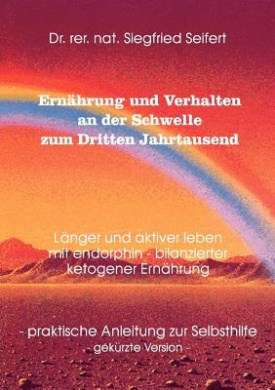 Dr. rer. nat. Siegfried Seifert
Ernährung und Verhalten
an der Schwelle
zum Dritten Jahrtausend
Länger und aktiver leben
mit endorphin - bilanzierter
ketogener Ernährung
- praktische Anleitung zur Selbsthilfe
- gekürzte Version -